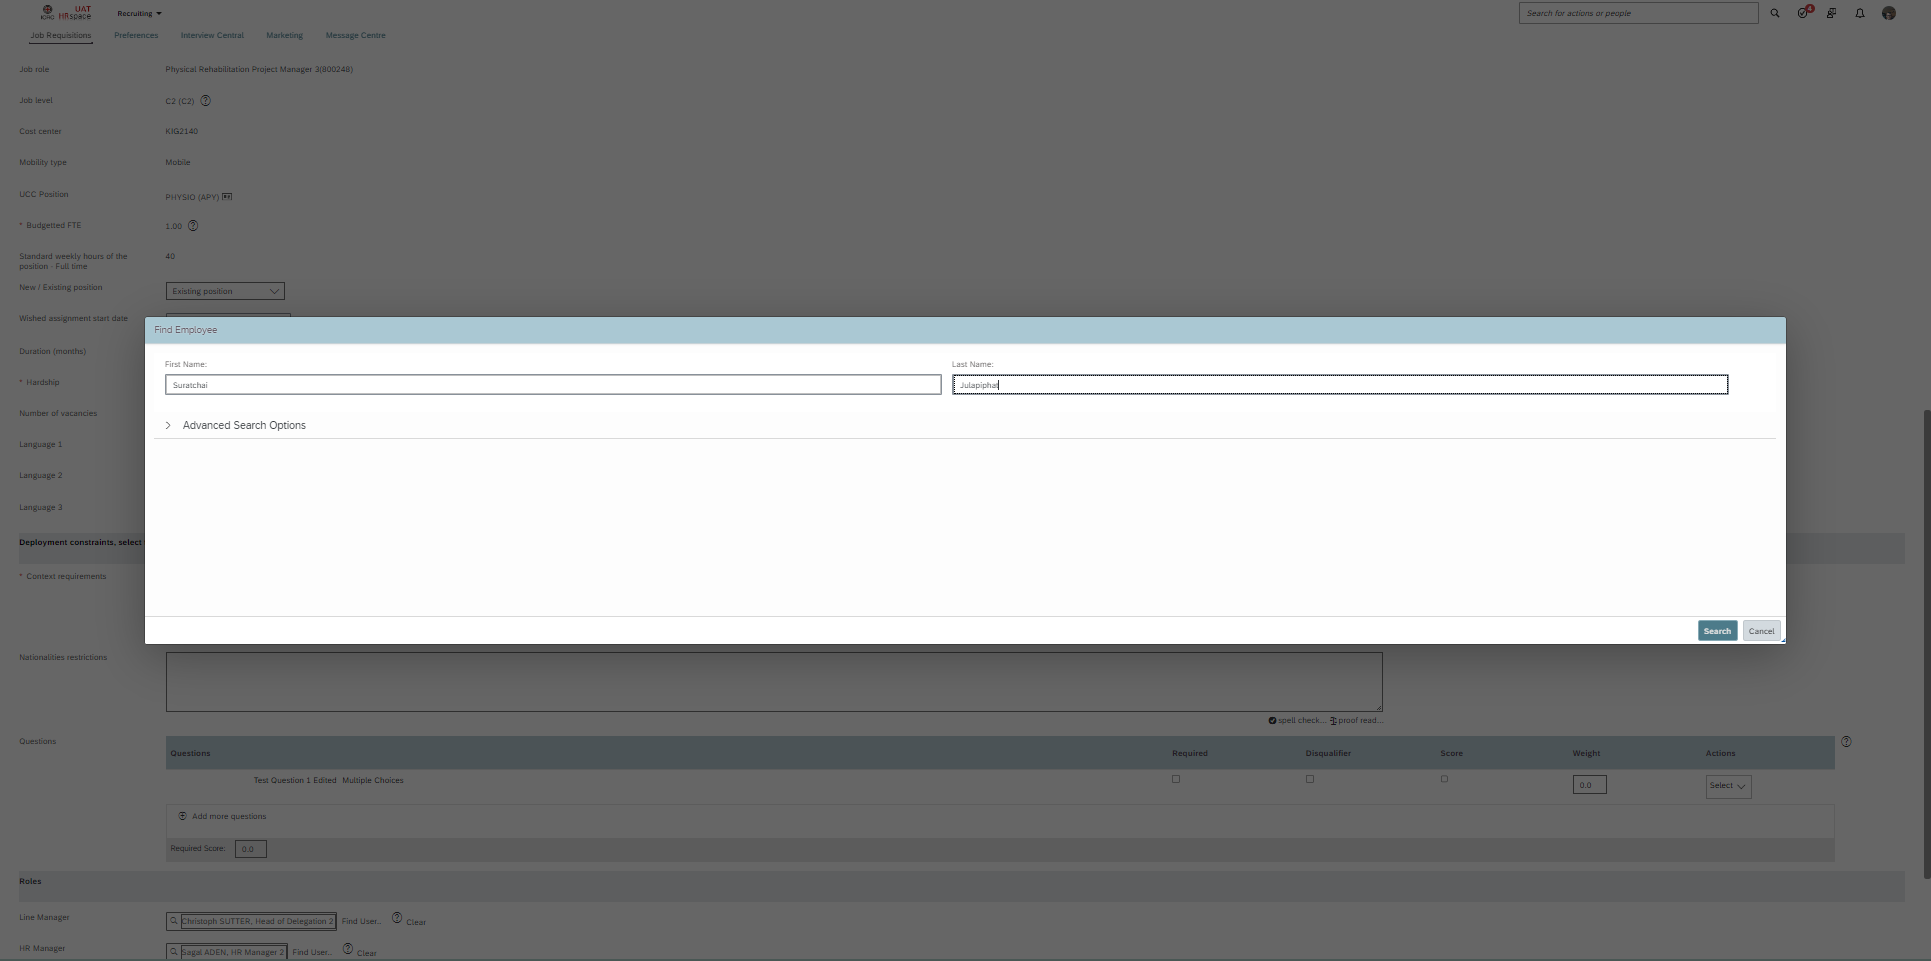 UAT
ICRC HRspace
Recruiting
Search for actions or people
4
Job Requisitions Preferences Interview Central Marketing Message Centre
Job role Physical Rehabilitation Project Manager 3(800248)
Job level C2 (C2)
Cost center KIG2140
Mobility type Mobile
UCC Position PHYSIO (APY)
* Budgetted FTE 1.00
Standard weekly hours of the
position - Full time 40
New / Existing position Existing position
Wished assignment start date
Find Employee
Duration (months)
First Name: Last Name:
* Hardship Suratchai Julapiphat
Number of vacancies
Advanced Search Options
Language 1
Language 2
Language 3
Deployment constraints, select
* Context requirements
Search Cancel
Nationalities restrictions
spell check... proof read...
Questions
Questions Required Disqualifier Score Weight Actions
Test Question 1 Edited Multiple Choices 0.0 Select
Add more questions
Required Score: 0.0
Roles
Line Manager Christoph SUTTER, Head of Delegation 2 Find User... Clear
HR Manager Sagal ADEN, HR Manager 2 Find User... Clear